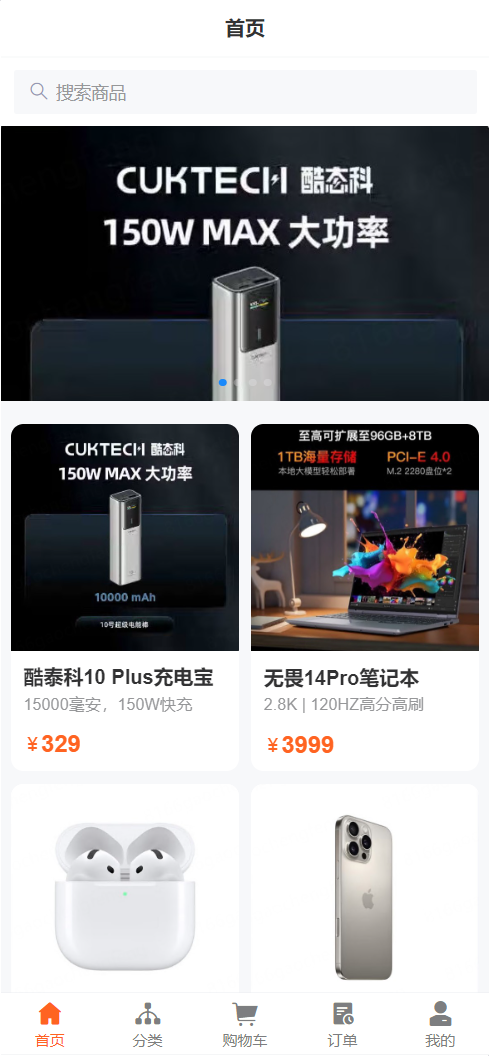 首页
搜索商品
CUKTECH 酷态科
150W MAX 大功率
CUKTECH 酷态科
150W MAX 大功率
10000 mAh
10号超级电能棒
至高可扩展至96GB+8TB
1TB海量存储
PCI-E 4.0
本地大模型轻松部署
M.2 2280盘位*2
酷泰科10 Plus充电宝
15000毫安，150W快充
￥329
无畏14Pro笔记本
2.8K | 120HZ高分高刷
￥3999
首页
分类
购物车
订单
我的